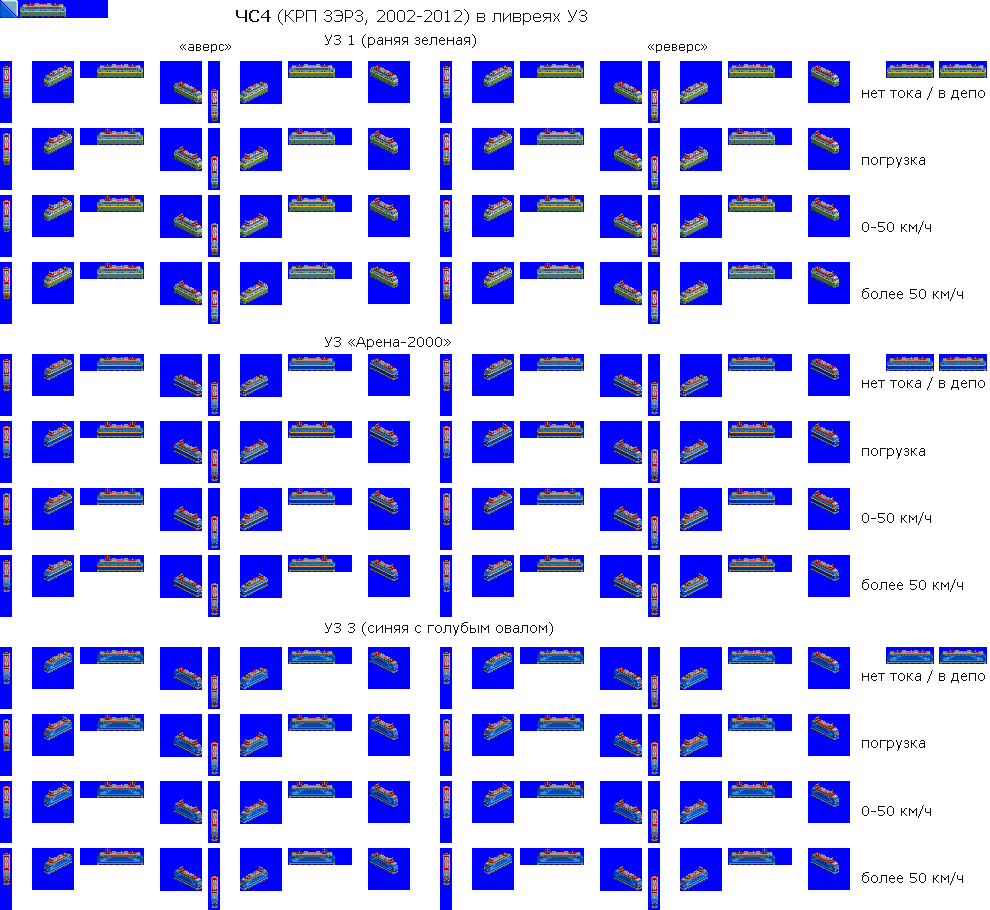 ЧС4 (КРП ЗЭРЗ, 2002-2012) в ливреях УЗ
УЗ 1 (раняя зеленая)
«аверс» «реверс»
нет тока / в депо
погрузка
0-50 км/ч
более 50 км/ч
УЗ «Арена-2000»
нет тока / в депо
погрузка
0-50 км/ч
более 50 км/ч
УЗ 3 (синяя с голубым овалом)
нет тока / в депо
погрузка
0-50 км/ч
более 50 км/ч